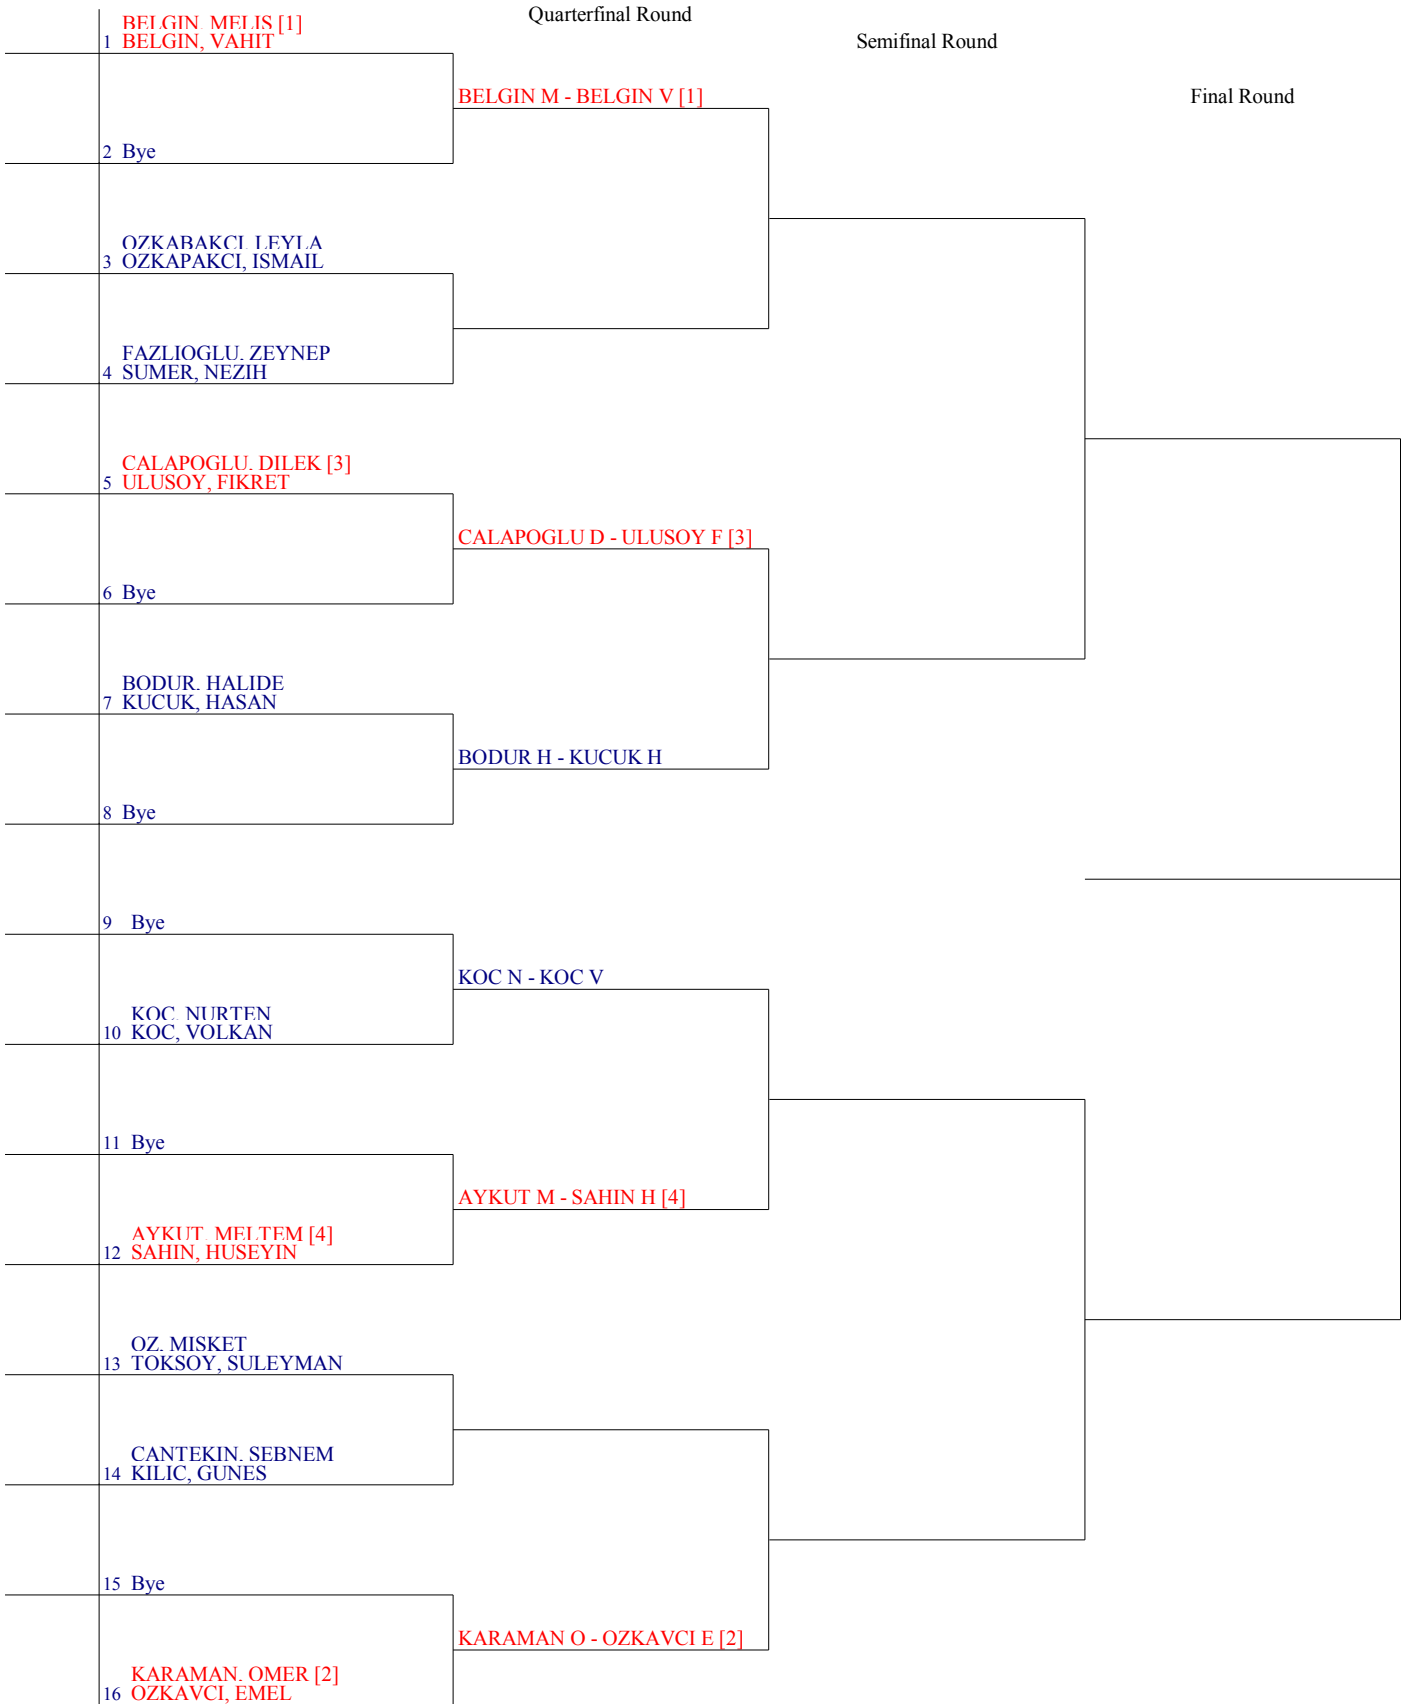 Quarterfinal Round
Semifinal Round
Final Round
BELGIN, MELIS [1]
1 BELGIN, VAHIT
BELGIN M - BELGIN V [1]
2 Bye
OZKABAKCI, LEYLA
3 OZKAPAKCI, ISMAIL
FAZLIOGLU, ZEYNEP
4 SUMER, NEZIH
CALAPOGLU, DILEK [3]
5 ULUSOY, FIKRET
CALAPOGLU D - ULUSOY F [3]
6 Bye
BODUR, HALIDE
7 KUCUK, HASAN
BODUR H - KUCUK H
8 Bye
9 Bye
KOC N - KOC V
KOC, NURTEN
10 KOC, VOLKAN
11 Bye
AYKUT M - SAHIN H [4]
AYKUT, MELTEM [4]
12 SAHIN, HUSEYIN
OZ, MISKET
13 TOKSOY, SULEYMAN
CANTEKIN, SEBNEM
14 KILIC, GUNES
15 Bye
KARAMAN O - OZKAVCI E [2]
KARAMAN, OMER [2]
16 OZKAVCI, EMEL